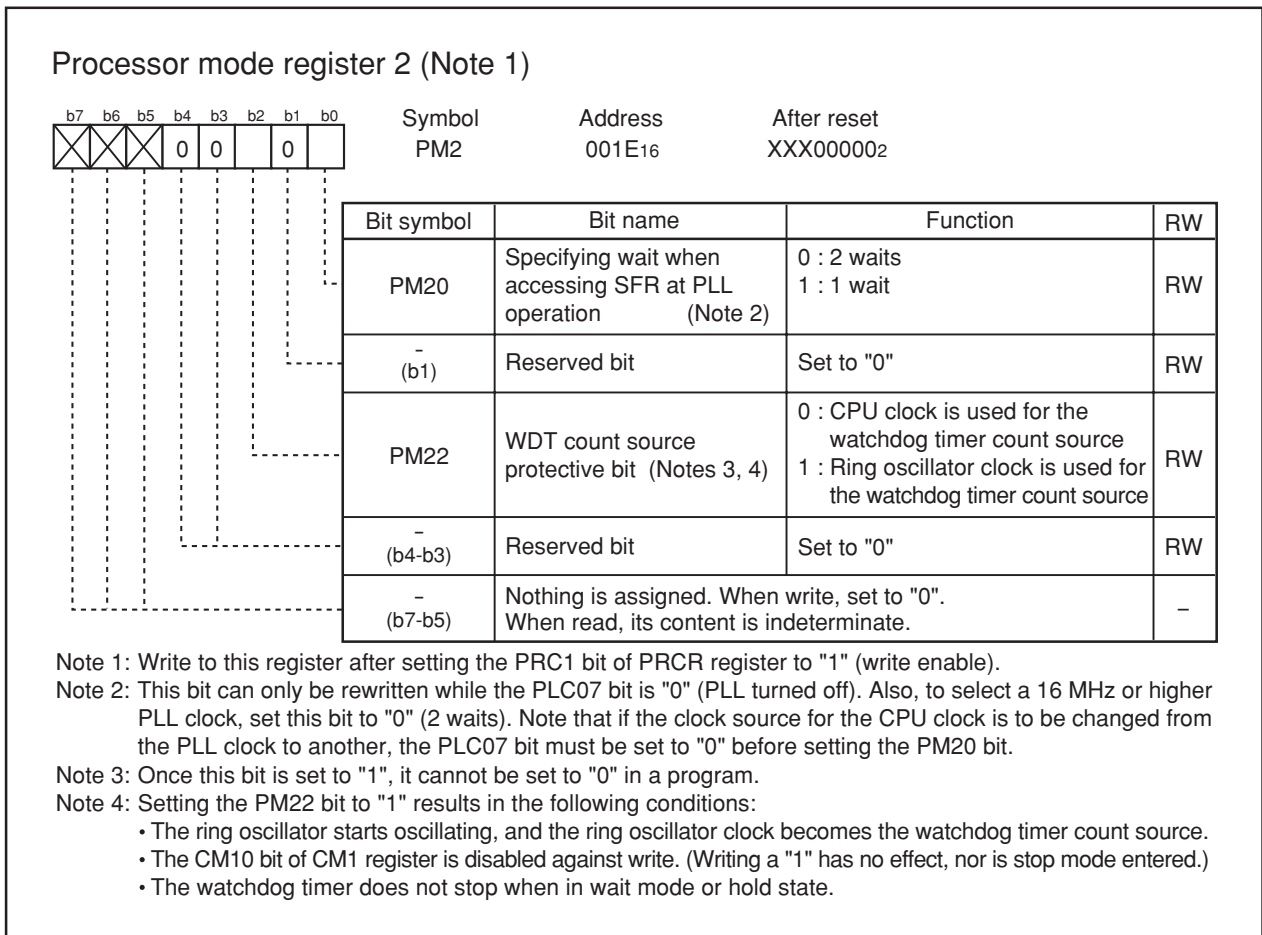 Processor mode register 2 (Note 1)
b7 b6 b5 b4 b3 b2 b1 b0 Symbol Address After reset
0 0 0 PM2 001E16 XXX000002
Bit symbol Bit name Function RW
PM20 Specifying wait when accessing SFR at PLL operation (Note 2) 0 : 2 waits 1 : 1 wait RW
– (b1) Reserved bit Set to "0" RW
PM22 WDT count source protective bit (Notes 3, 4) 0 : CPU clock is used for the watchdog timer count source 1 : Ring oscillator clock is used for the watchdog timer count source RW
– (b4-b3) Reserved bit Set to "0" RW
– (b7-b5) Nothing is assigned. When write, set to "0". When read, its content is indeterminate. –
Note 1: Write to this register after setting the PRC1 bit of PRCR register to "1" (write enable).
Note 2: This bit can only be rewritten while the PLC07 bit is "0" (PLL turned off). Also, to select a 16 MHz or higher
PLL clock, set this bit to "0" (2 waits). Note that if the clock source for the CPU clock is to be changed from
the PLL clock to another, the PLC07 bit must be set to "0" before setting the PM20 bit.
Note 3: Once this bit is set to "1", it cannot be set to "0" in a program.
Note 4: Setting the PM22 bit to "1" results in the following conditions:
• The ring oscillator starts oscillating, and the ring oscillator clock becomes the watchdog timer count source.
• The CM10 bit of CM1 register is disabled against write. (Writing a "1" has no effect, nor is stop mode entered.)
• The watchdog timer does not stop when in wait mode or hold state.